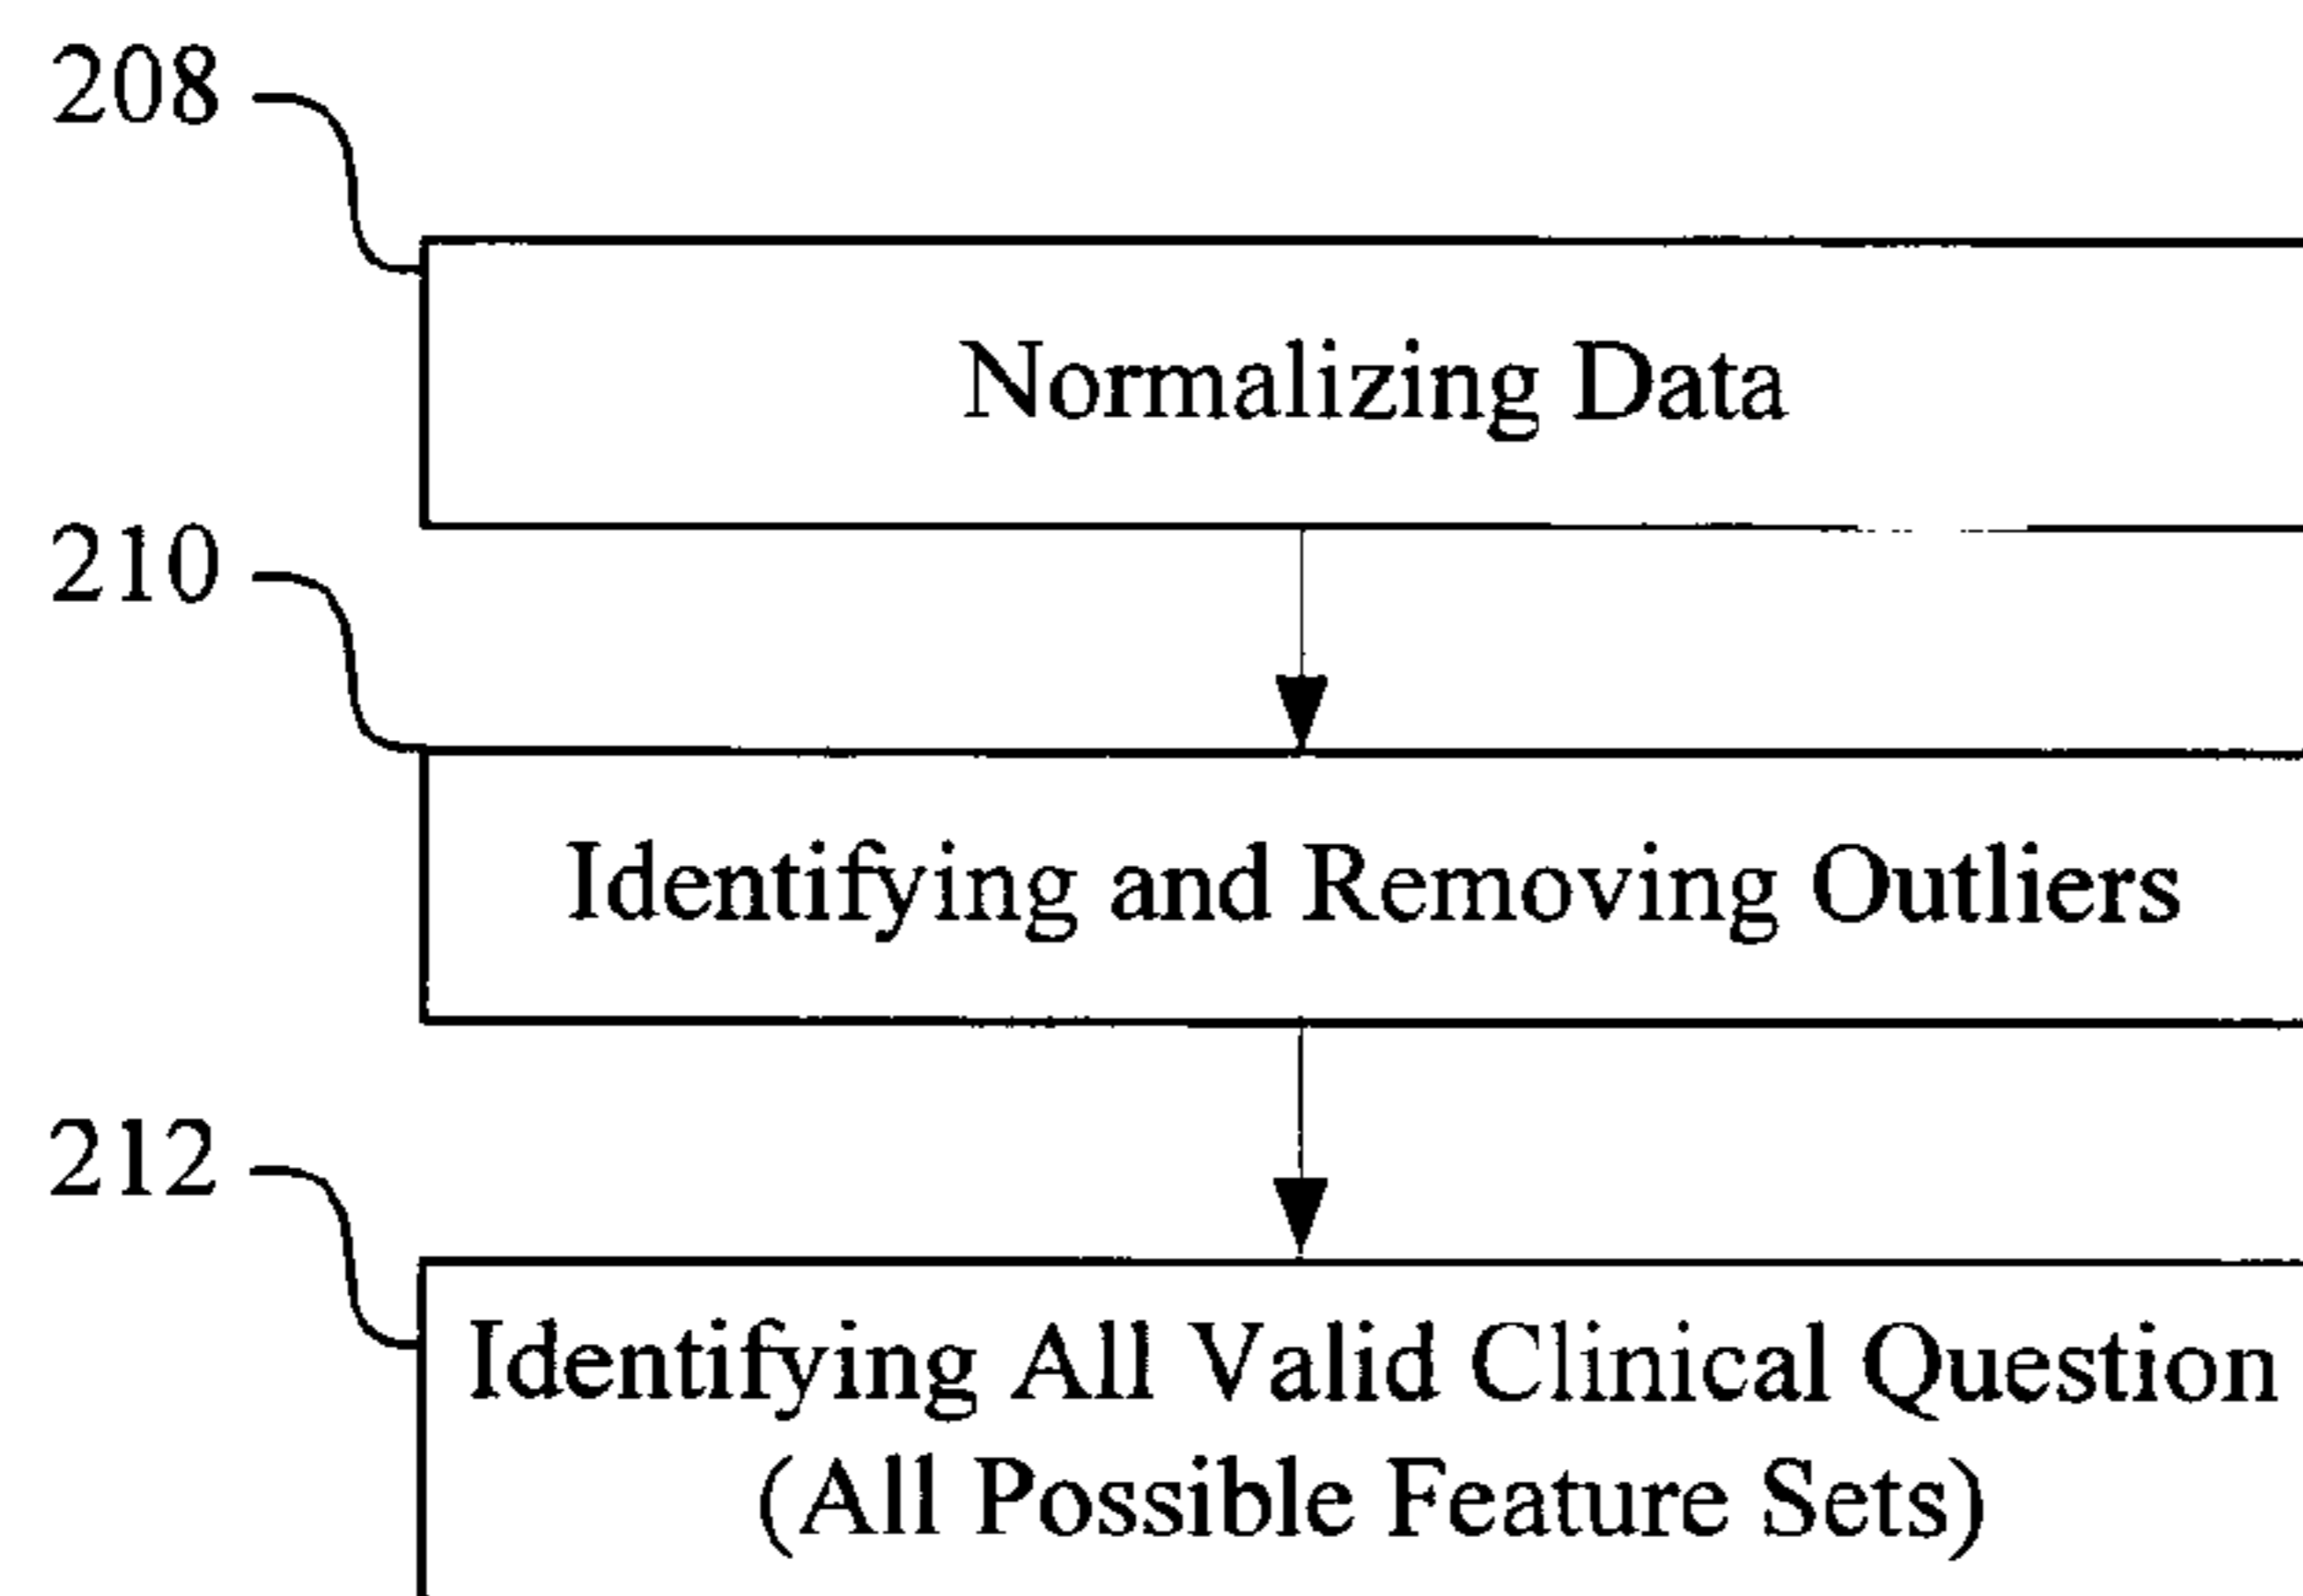 208
Normalizing Data
210
Identifying and Removing Outliers
212
Identifying All Valid Clinical Question
(All Possible Feature Sets)